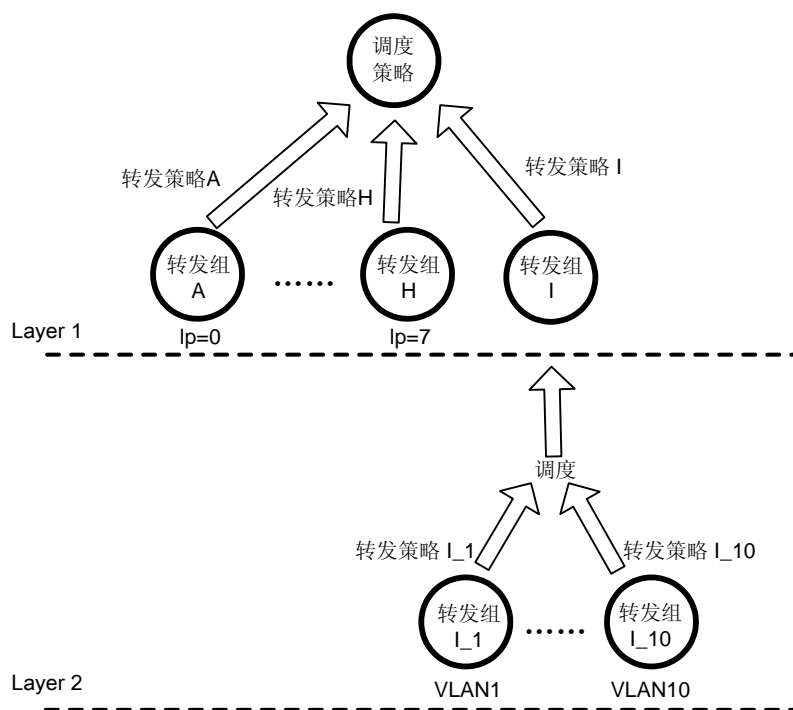 调度
策略
转发策略A
转发策略H
转发策略 I
转发组
A
……
转发组
H
转发组
I
Layer 1
lp=0
lp=7
调度
转发策略 I_1
转发策略 I_10
转发组
I_1
……
转发组
I_10
Layer 2
VLAN1
VLAN10